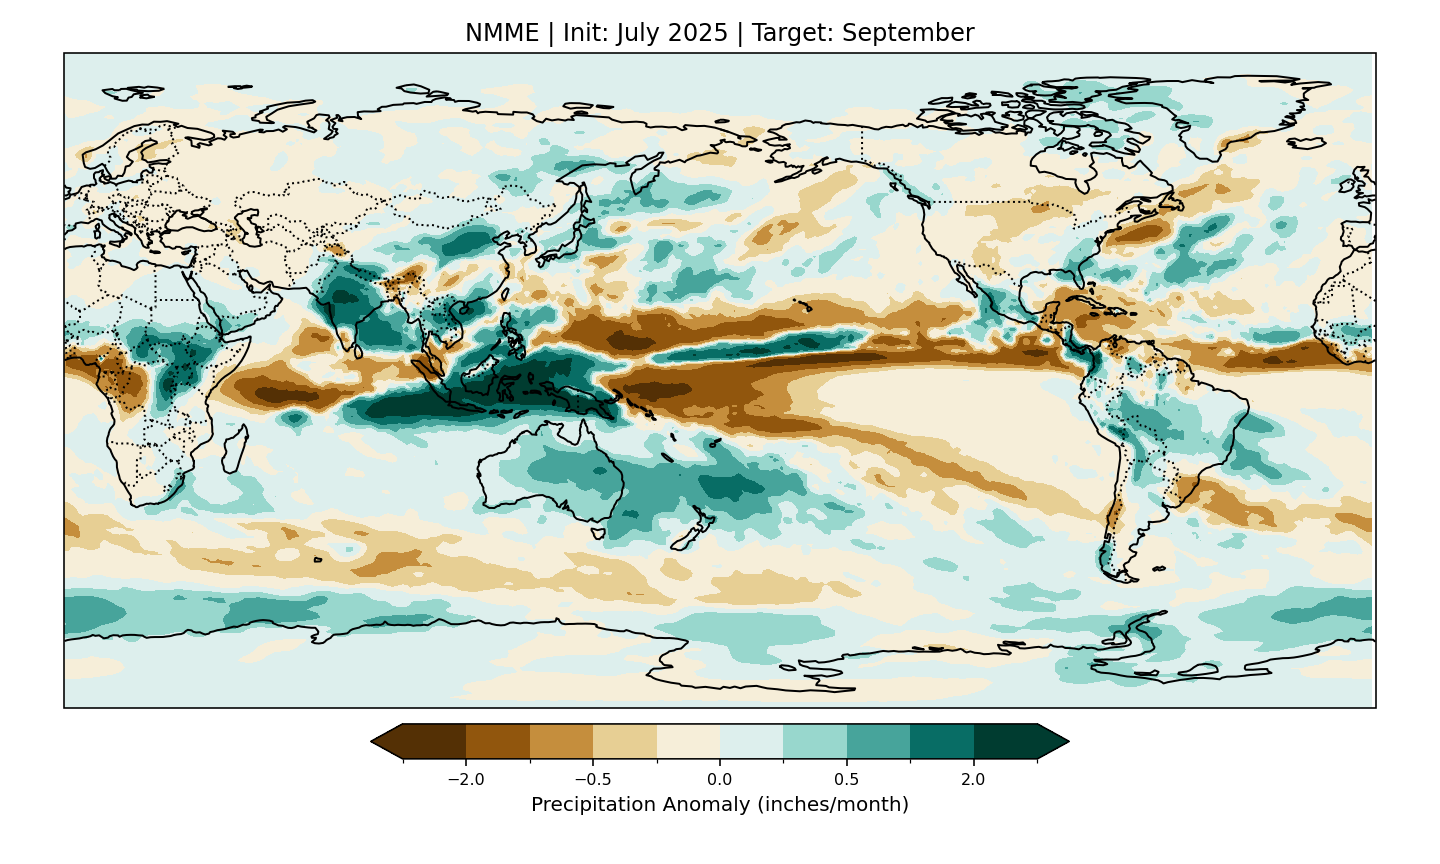 NMME | Init: July 2025 | Target: September
−2.0 −0.5 0.0 0.5 2.0
Precipitation Anomaly (inches/month)